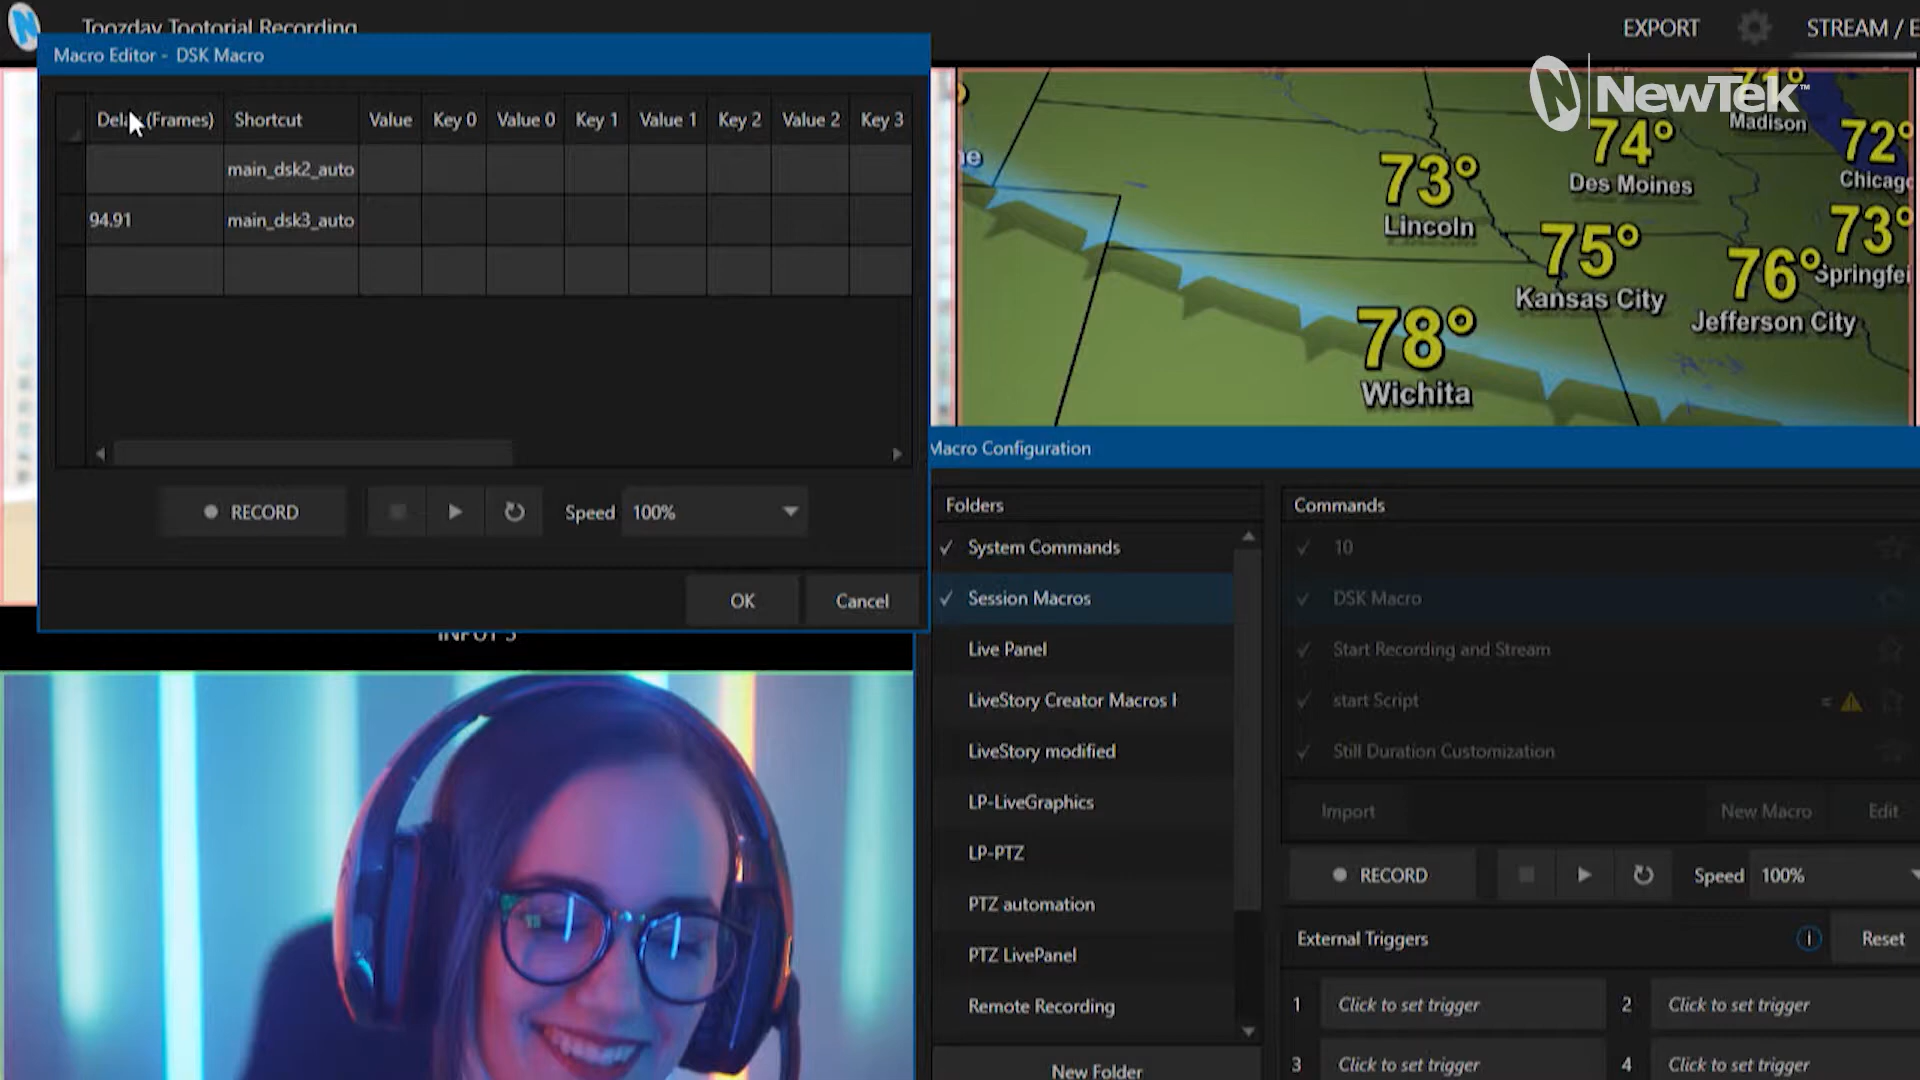 Toozday Tootorial Recording
EXPORT
STREAM /
NewTek™
Macro Editor - DSK Macro
Delay (Frames) Shortcut Value Key 0 Value 0 Key 1 Value 1 Key 2 Value 2 Key 3
main_dsk2_auto
94.91 main_dsk3_auto
RECORD
Speed 100%
OK Cancel
71°
Madison
74°
Des Moines
72°
Chicag
73°
Lincoln
75°
Kansas City
73°
Springfi
76°
Jefferson City
78°
Wichita
INPUT 5
Macro Configuration
Folders
✓ System Commands
✓ Session Macros
Live Panel
LiveStory Creator Macros I
LiveStory modified
LP-LiveGraphics
LP-PTZ
PTZ automation
PTZ LivePanel
Remote Recording
New Folder
Commands
✓ 10
✓ DSK Macro
✓ Start Recording and Stream
✓ start Script =
✓ Still Duration Customization
Import New Macro Edit
RECORD
Speed 100%
External Triggers
Reset
1 Click to set trigger 2 Click to set trigger
3 Click to set trigger 4 Click to set trigger